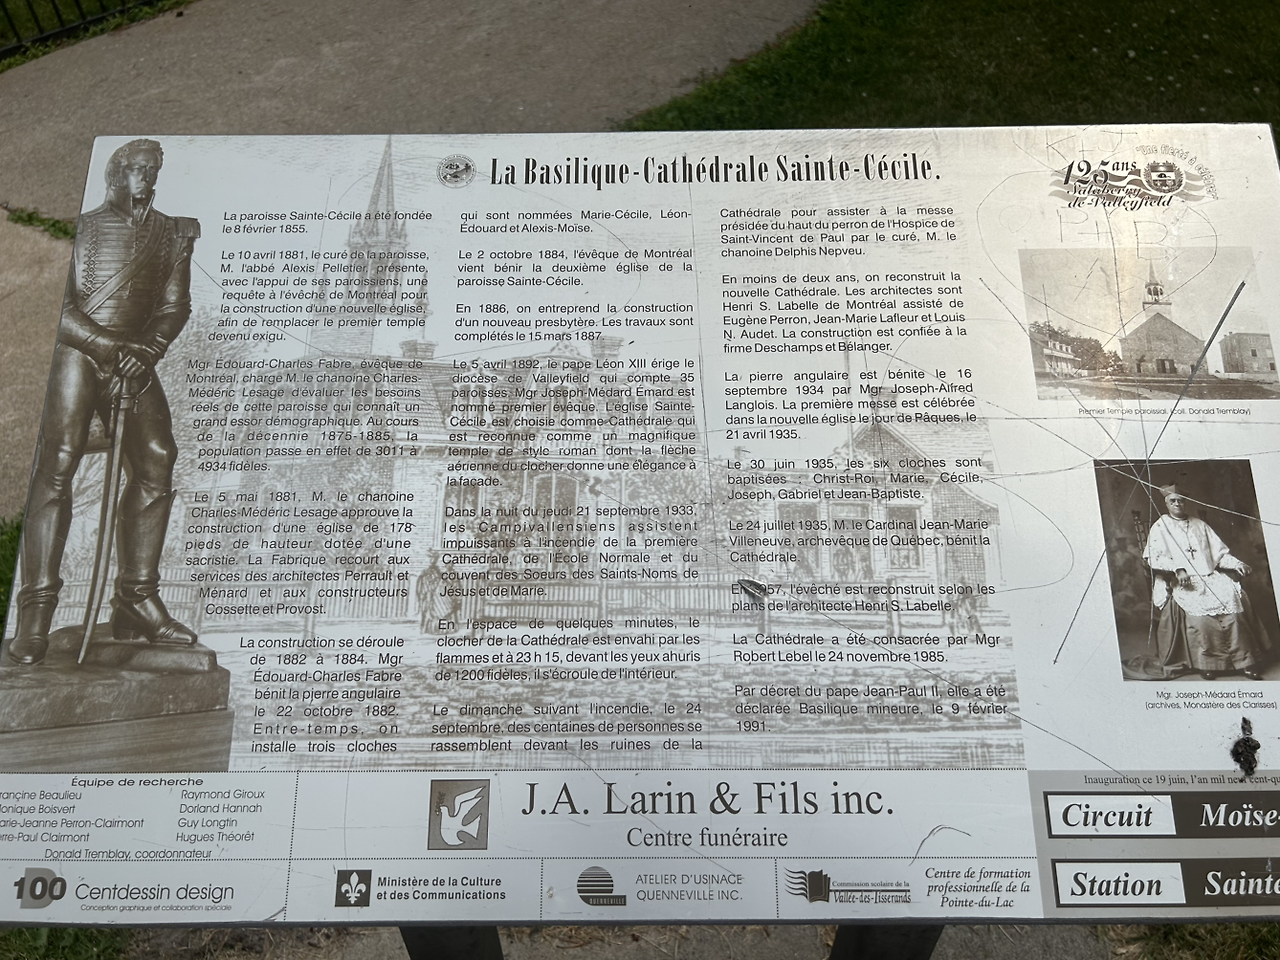 La Basilique-Cathédrale Sainte-Cécile.
La paroisse Sainte-Cécile a été fondée
le 8 février 1855.
Le 10 avril 1881, le curé de la paroisse,
M. l'abbé Alexis Pelletier, présente,
avec l'appui de ses paroissiens, une
requête à l'évêché de Montréal pour
la construction d'une nouvelle église,
afin de remplacer le premier temple
devenu exigu.
Mgr Édouard-Charles Fabre, évêque de
Montréal, charge M. le chanoine Charles-
Médéric Lesage d'évaluer les besoins
réels de cette paroisse qui connaît un
grand essor démographique. Au cours
de la décennie 1875-1885, la
population passe en effet de 3011 à
4934 fidèles.
Le 5 mai 1881, M. le chanoine
Charles-Médéric Lesage approuve la
construction d'une église de 178
pieds de hauteur dotée d'une
sacristie. La Fabrique recourt aux
services des architectes Perrault et
Ménard et aux constructeurs
Cossette et Provost.
La construction se déroule
de 1882 à 1884. Mgr
Édouard-Charles Fabre
bénit la pierre angulaire
le 22 octobre 1882.
Entre-temps, on
installe trois cloches
qui sont nommées Marie-Cécile, Léon-
Édouard et Alexis-Moïse.
Le 2 octobre 1884, l'évêque de Montréal
vient bénir la deuxième église de la
paroisse Sainte-Cécile.
En 1886, on entreprend la construction
d'un nouveau presbytère. Les travaux sont
complétés le 15 mars 1887.
Le 5 avril 1892, le pape Léon XIII érige le
diocèse de Valleyfield qui compte 35
paroisses. Mgr Joseph-Médard Émard est
nommé premier évêque. L'église Sainte-
Cécile est choisie comme Cathédrale qui
est reconnue comme un magnifique
temple de style roman dont la flèche
aérienne du clocher donne une élégance à
la façade.
Dans la nuit du jeudi 21 septembre 1933,
les Campivallensiens assistent
impuissants à l'incendie de la première
Cathédrale, de l'École Normale et du
couvent des Soeurs des Saints-Noms de
Jésus et de Marie.
En l'espace de quelques minutes, le
clocher de la Cathédrale est envahi par les
flammes et à 23 h 15, devant les yeux ahuris
de 1200 fidèles, il s'écroule de l'intérieur.
Le dimanche suivant l'incendie, le 24
septembre, des centaines de personnes se
rassemblent devant les ruines de la
Cathédrale pour assister à la messe
présidée du haut du perron de l'Hospice de
Saint-Vincent de Paul par le curé, M. le
chanoine Delphis Nepveu.
En moins de deux ans, on reconstruit la
nouvelle Cathédrale. Les architectes sont
Henri S. Labelle de Montréal assisté de
Eugène Perron, Jean-Marie Lafleur et Louis
N. Audet. La construction est confiée à la
firme Deschamps et Bélanger.
La pierre angulaire est bénite le 16
septembre 1934 par Mgr Joseph-Alfred
Langlois. La première messe est célébrée
dans la nouvelle église le jour de Pâques, le
21 avril 1935.
Le 30 juin 1935, les six cloches sont
baptisées : Christ-Roi, Marie, Cécile,
Joseph, Gabriel et Jean-Baptiste.
Le 24 juillet 1935, M. le Cardinal Jean-Marie
Villeneuve, archevêque de Québec, bénit la
Cathédrale.
En 57, l'évêché est reconstruit selon les
plans de l'architecte Henri S. Labelle.
La Cathédrale a été consacrée par Mgr
Robert Lebel le 24 novembre 1985.
Par décret du pape Jean-Paul II, elle a été
déclarée Basilique mineure, le 9 février
1991.
"Une fierté à célébrer"
125 ans
Salaberry
de-Valleyfield
Premier Temple paroissial. (coll. Donald Tremblay)
Mgr. Joseph-Médard Émard
(archives, Monastère des Clarisses)
Équipe de recherche
rançine Beaulieu
onique Boisvert
arie-Jeanne Perron-Clairmont
rre-Paul Clairmont
Raymond Giroux
Dorland Hannah
Guy Longtin
Hugues Théorêt
Donald Tremblay, coordonnateur
J.A. Larin & Fils inc.
Centre funéraire
Inauguration ce 19 juin, l'an mil neuf cent-qu
Circuit Moïse-
Station Sainte
100 Centdessin design
Conception graphique et collaboration spéciale
Ministère de la Culture
et des Communications
QUENNEVILLE
ATELIER D'USINAGE
QUENNEVILLE INC.
Commission scolaire de la
Vallée-des-Tisserands
Centre de formation
professionnelle de la
Pointe-du-Lac